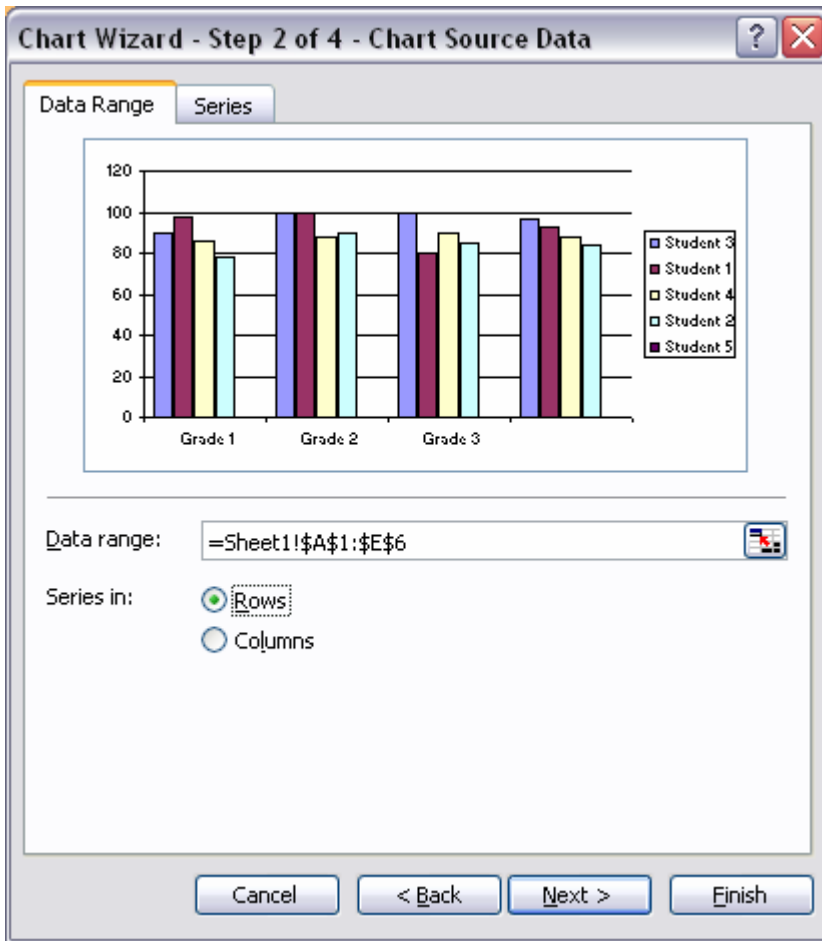 Chart Wizard - Step 2 of 4 - Chart Source Data
?
Data Range
Series
120
100
80
60
40
20
0
Grade 1
Grade 2
Grade 3
Student 3
Student 1
Student 4
Student 2
Student 5
Data range:
=Sheet1!$A$1:$E$6
Series in:
Rows
Columns
Cancel
< Back
Next >
Finish